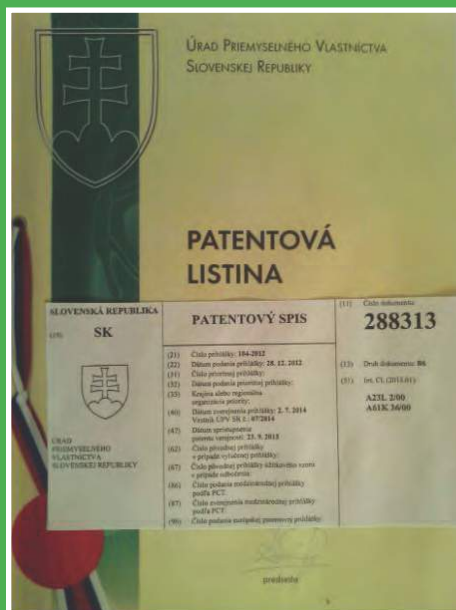 ÚRAD PRIEMYSELNÉHO VLASTNÍCTVA
SLOVENSKEJ REPUBLIKY
PATENTOVÁ
LISTINA
SLOVENSKÁ REPUBLIKA
(19) SK
ÚRAD
PRIEMYSELNÉHO
VLASTNÍCTVA
SLOVENSKEJ REPUBLIKY
PATENTOVÝ SPIS
(21) Číslo prihlášky: 184-2012
(22) Dátum podania prihlášky: 28. 12. 2012
(31) Číslo prioritnej prihlášky:
(32) Dátum podania prioritnej prihlášky:
(33) Krajina alebo regionálna
organizácia priority:
(40) Dátum zverejnenia prihlášky: 2. 7. 2014
Vestník ÚPV SR č.: 07/2014
(47) Dátum sprístupnenia
patentu verejnosti: 23. 9. 2015
(62) Číslo pôvodnej prihlášky
v prípade vylúčenej prihlášky:
(67) Číslo pôvodnej prihlášky úžitkového vzoru
v prípade odbočenia:
(86) Číslo podania medzinárodnej prihlášky
podľa PCT:
(87) Číslo zverejnenia medzinárodnej prihlášky
podľa PCT:
(96) Číslo podania európskej patentovej prihlášky:
(11) Číslo dokumentu:
288313
(13) Druh dokumentu: B6
(51) Int. Cl. (2015.01):
A23L 2/00
A61K 36/00
predseda